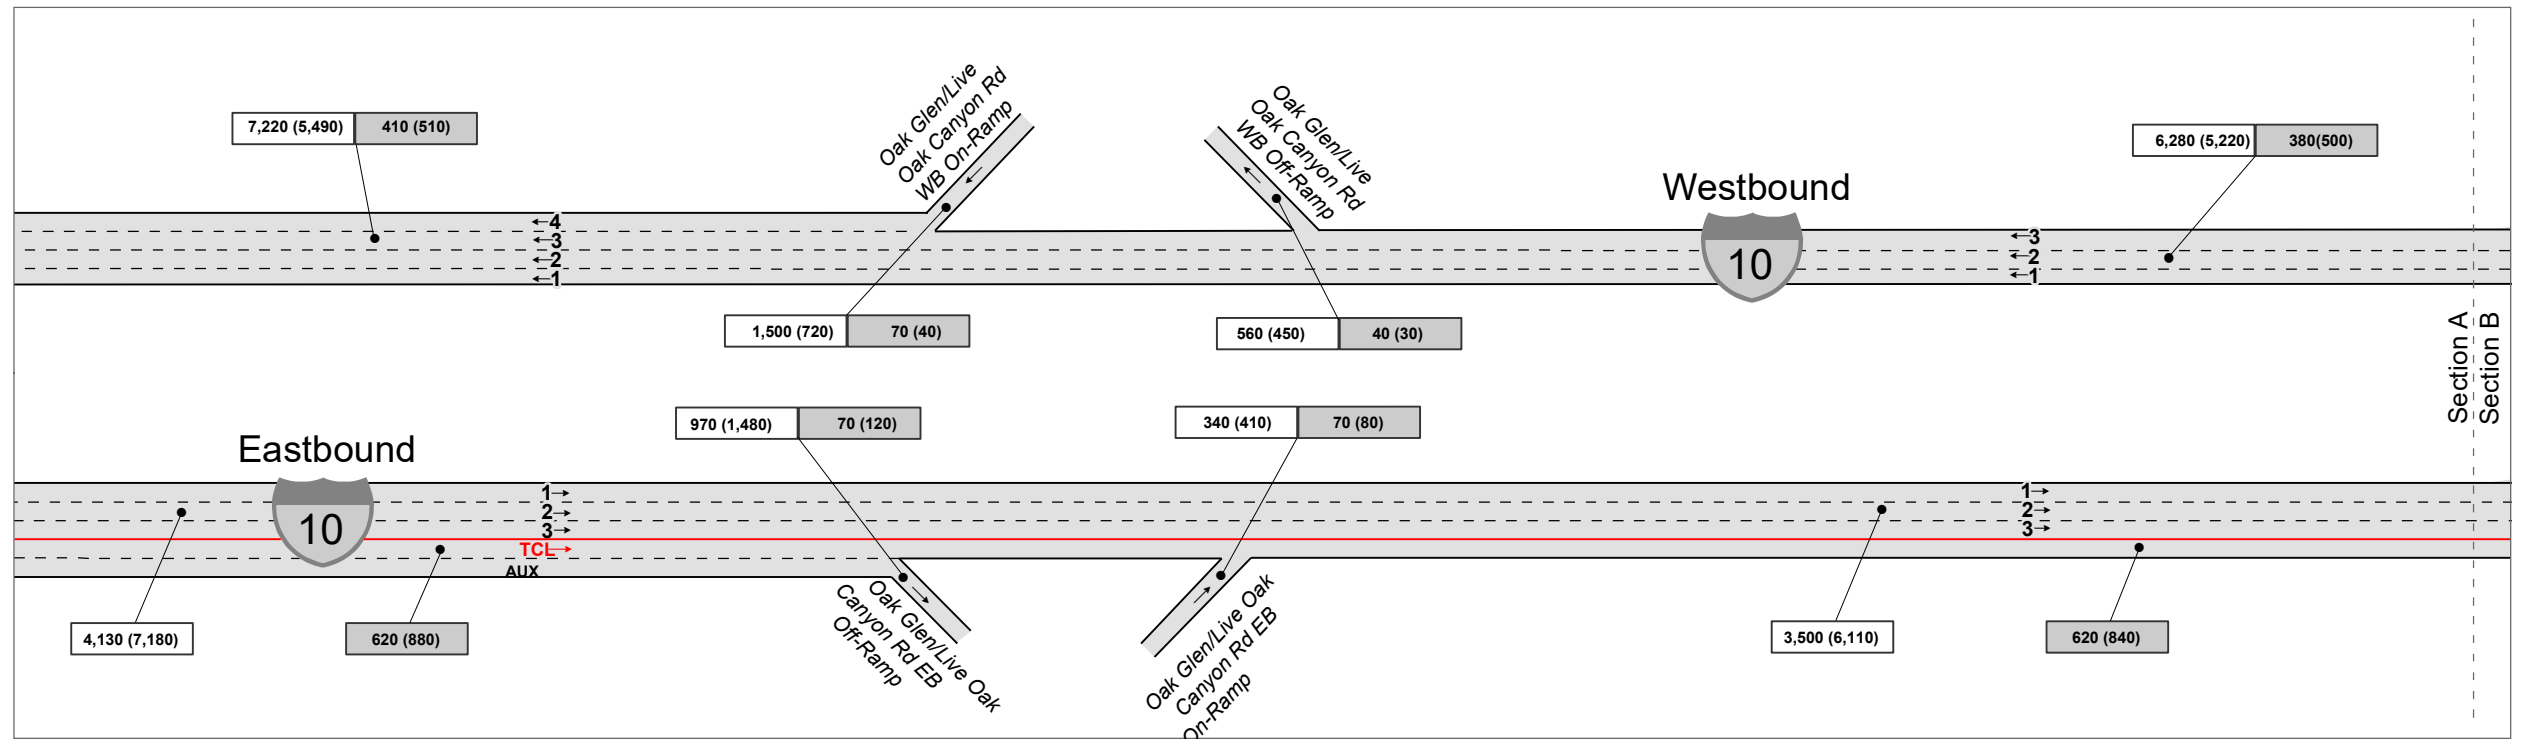 Oak Glen/Live
Oak Canyon Rd
WB On-Ramp
Oak Glen/Live
Oak Canyon Rd
WB Off-Ramp
7,220 (5,490) 410 (510)
6,280 (5,220) 380(500)
Westbound
10
←4
←3
←2
←1
←3
←2
←1
1,500 (720) 70 (40)
560 (450) 40 (30)
Section A
Section B
970 (1,480) 70 (120)
340 (410) 70 (80)
Eastbound
10
1→
2→
3→
TCL→
AUX
1→
2→
3→
Oak Glen/Live Oak
Canyon Rd EB
Off-Ramp
Oak Glen/Live Oak
Canyon Rd EB
On-Ramp
4,130 (7,180)
620 (880)
3,500 (6,110)
620 (840)